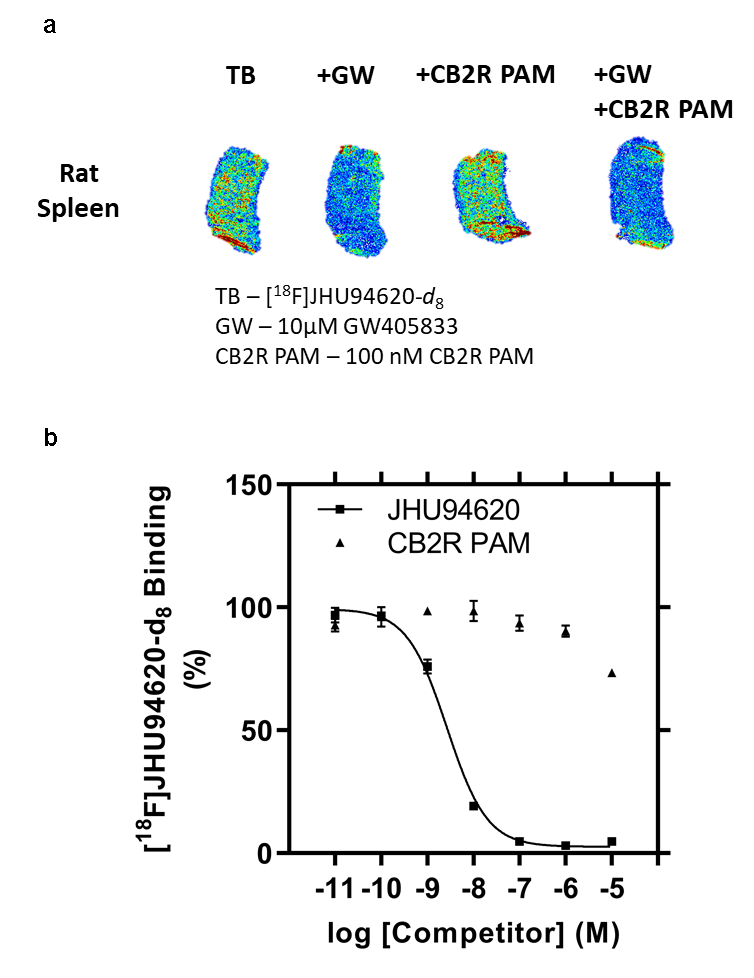 a
TB
+GW
+CB2R PAM
+GW
+CB2R PAM
Rat
Spleen
TB – [18F]JHU94620-d8
GW – 10µM GW405833
CB2R PAM – 100 nM CB2R PAM
b
[18F]JHU94620-d8 Binding
(%)
150
100
50
0
JHU94620
CB2R PAM
-11 -10 -9 -8 -7 -6 -5
log [Competitor] (M)